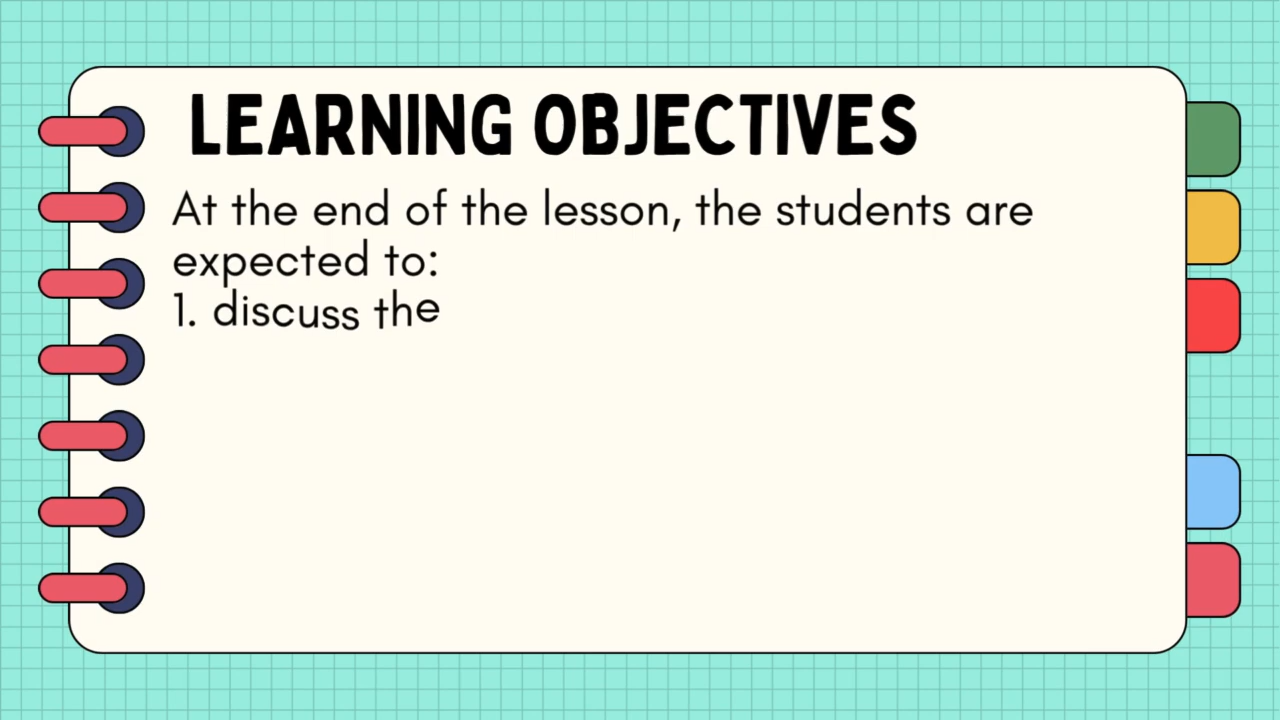 LEARNING OBJECTIVES
At the end of the lesson, the students are
expected to:
1. discuss the